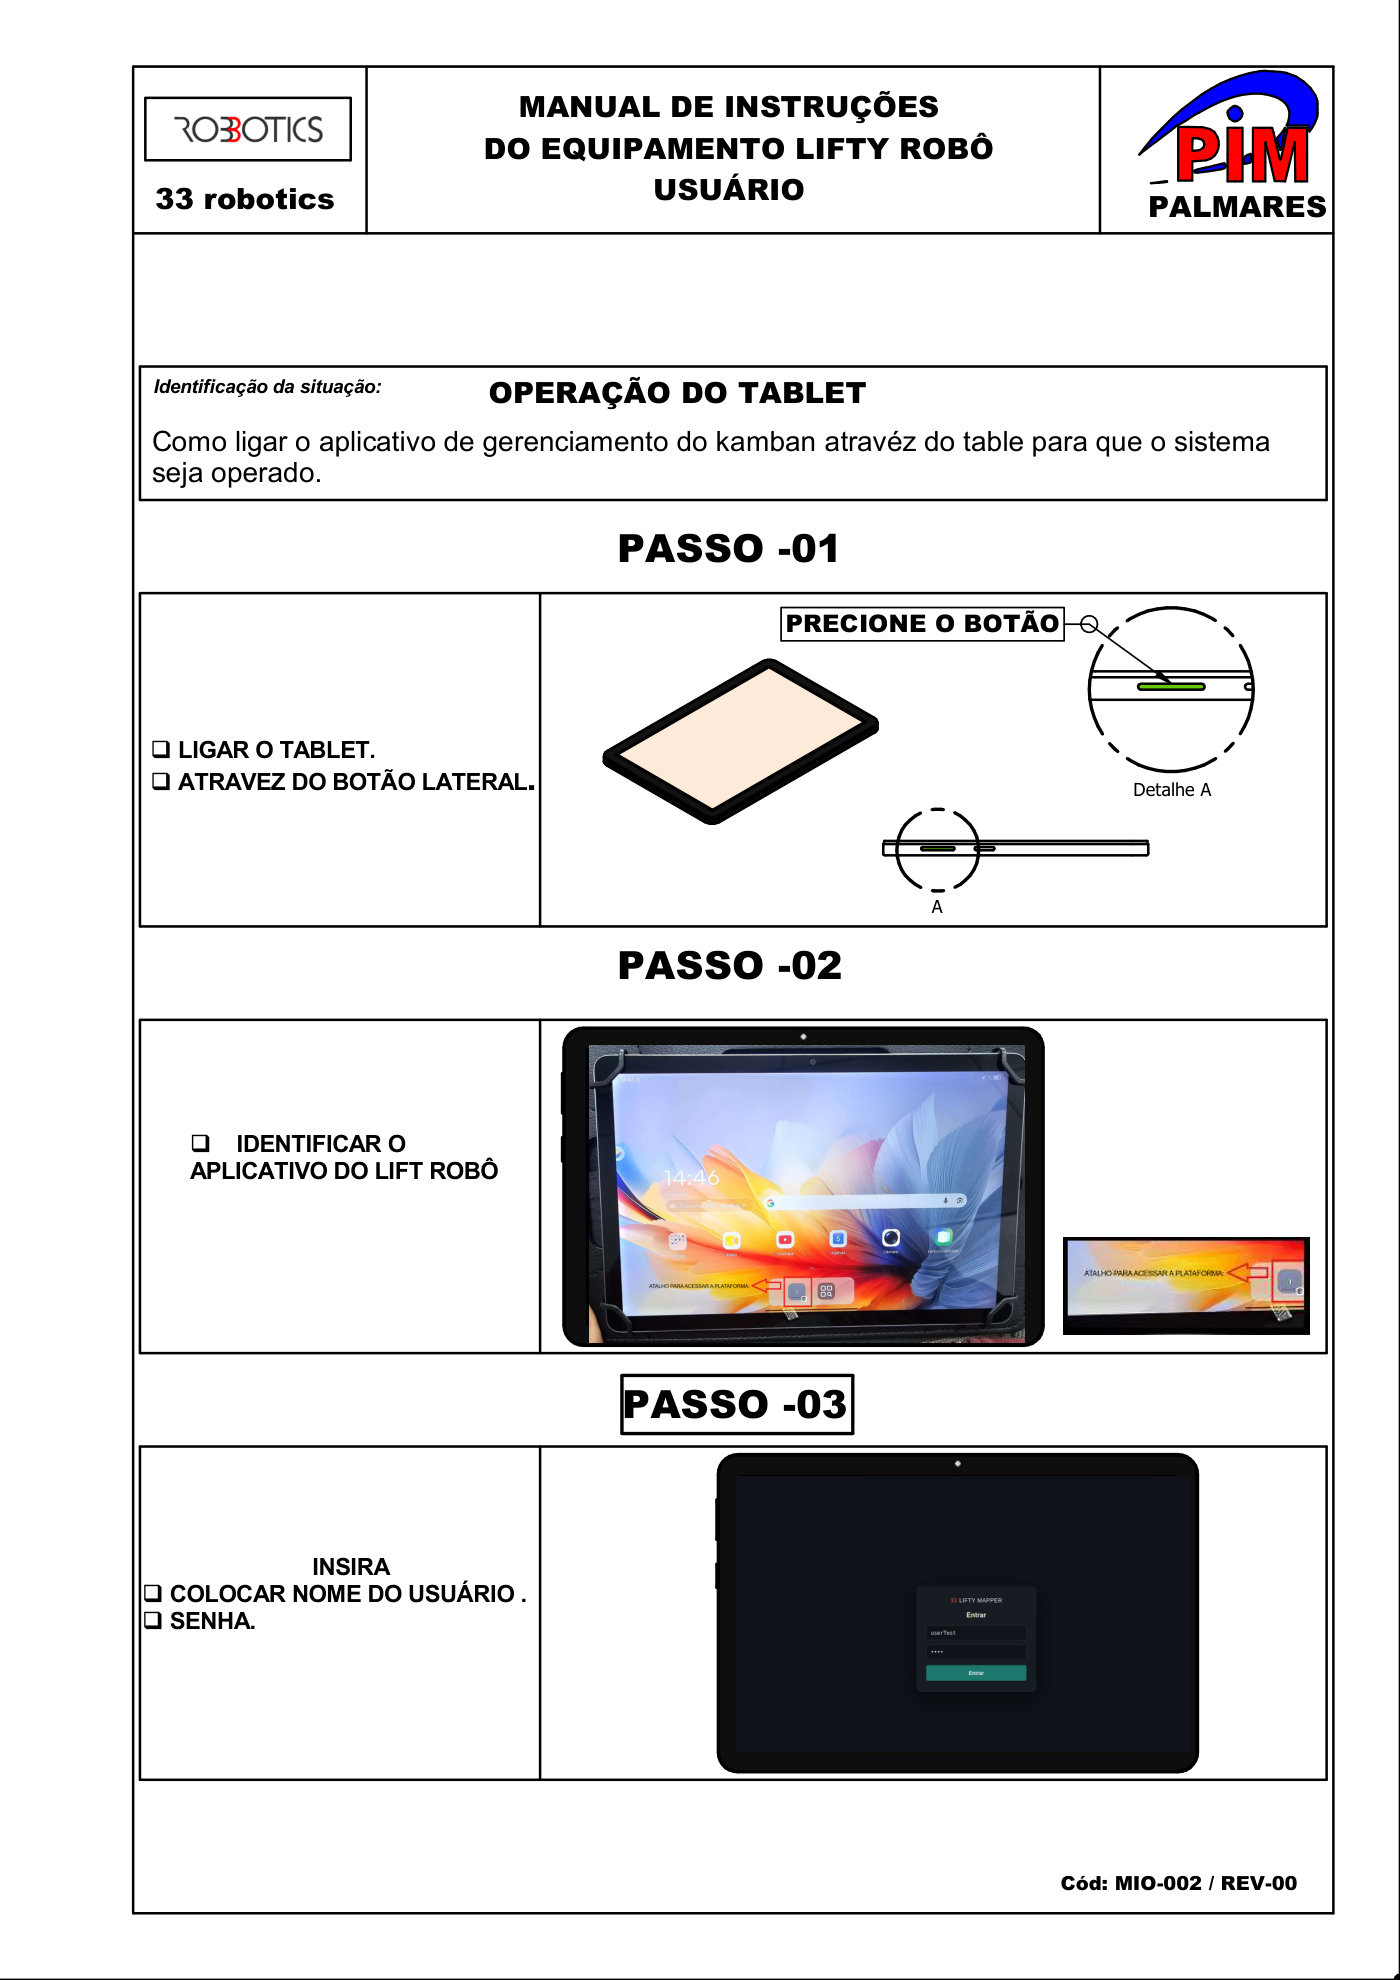 ROBBOTICS
33 robotics
MANUAL DE INSTRUÇÕES
DO EQUIPAMENTO LIFTY ROBÔ
USUÁRIO
PIM
PALMARES
Identificação da situação:
OPERAÇÃO DO TABLET
Como ligar o aplicativo de gerenciamento do kamban atravéz do table para que o sistema
seja operado.
PASSO -01
❑ LIGAR O TABLET.
❑ ATRAVEZ DO BOTÃO LATERAL.
PRECIONE O BOTÃO
Detalhe A
A
PASSO -02
❑ IDENTIFICAR O
APLICATIVO DO LIFT ROBÔ
14:46
ATALHO PARA ACESSAR A PLATAFORMA:
ATALHO PARA ACESSAR A PLATAFORMA:
PASSO -03
INSIRA
❑ COLOCAR NOME DO USUÁRIO .
❑ SENHA.
33 LIFTY MAPPER
Entrar
userTest
••••
Entrar
Cód: MIO-002 / REV-00